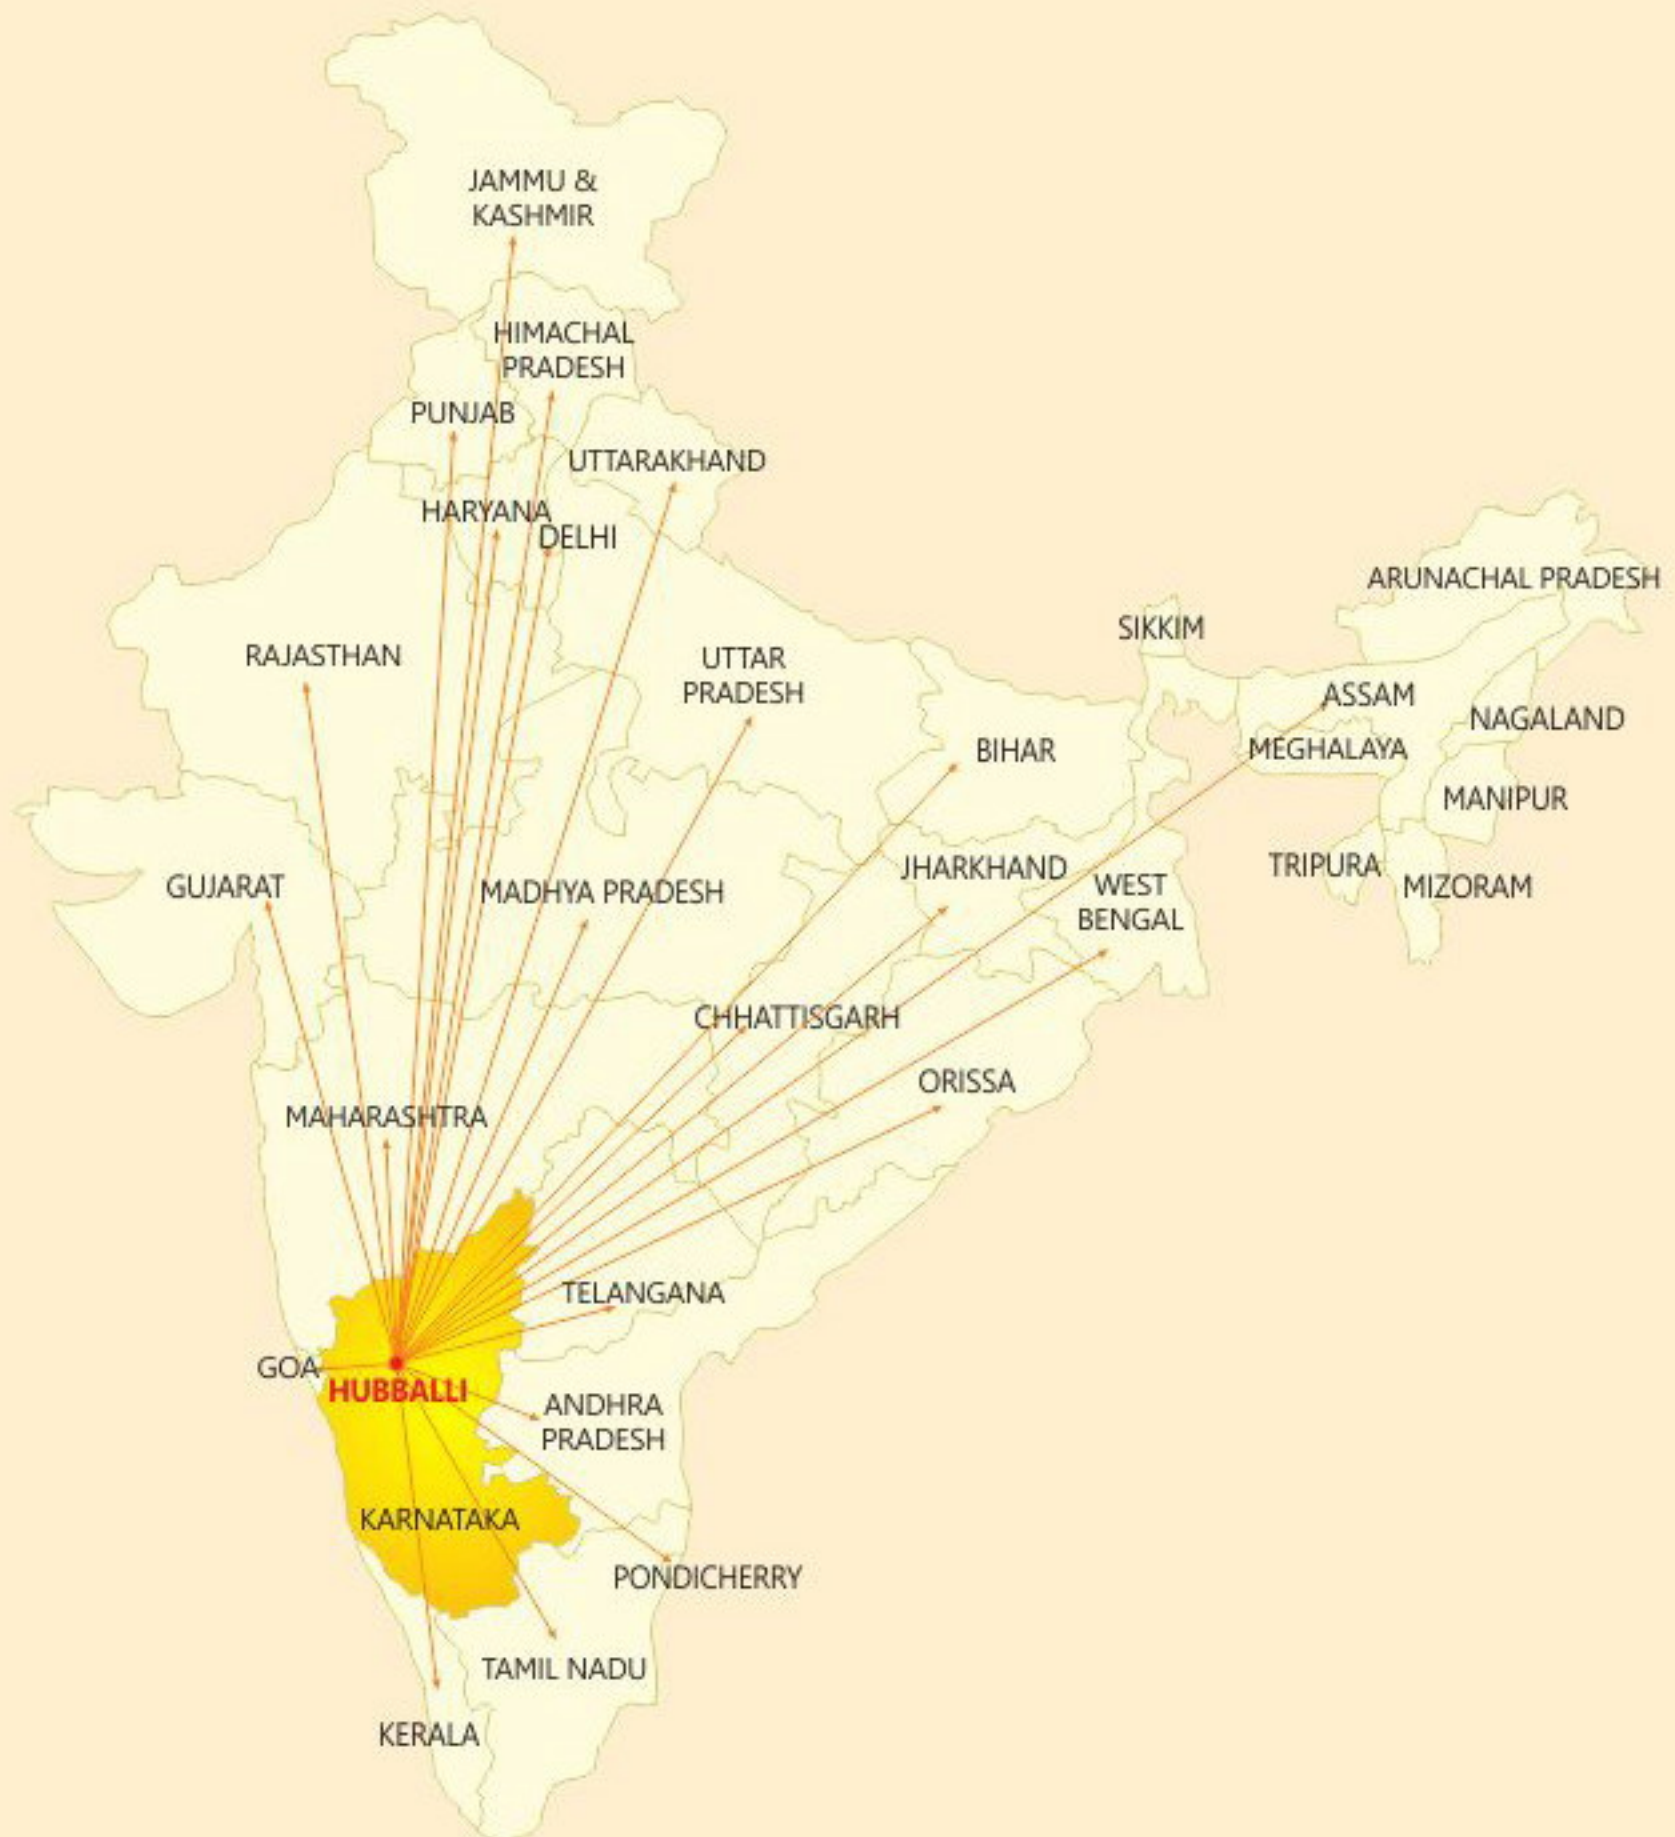 JAMMU &
KASHMIR
HIMACHAL
PRADESH
PUNJAB
UTTARAKHAND
HARYANA
DELHI
ARUNACHAL PRADESH
SIKKIM
RAJASTHAN
UTTAR
PRADESH
ASSAM
NAGALAND
BIHAR
MEGHALAYA
MANIPUR
GUJARAT
MADHYA PRADESH
JHARKHAND
WEST
BENGAL
TRIPURA
MIZORAM
CHHATTISGARH
ORISSA
MAHARASHTRA
TELANGANA
GOA
HUBBALLI
ANDHRA
PRADESH
KARNATAKA
PONDICHERRY
TAMIL NADU
KERALA